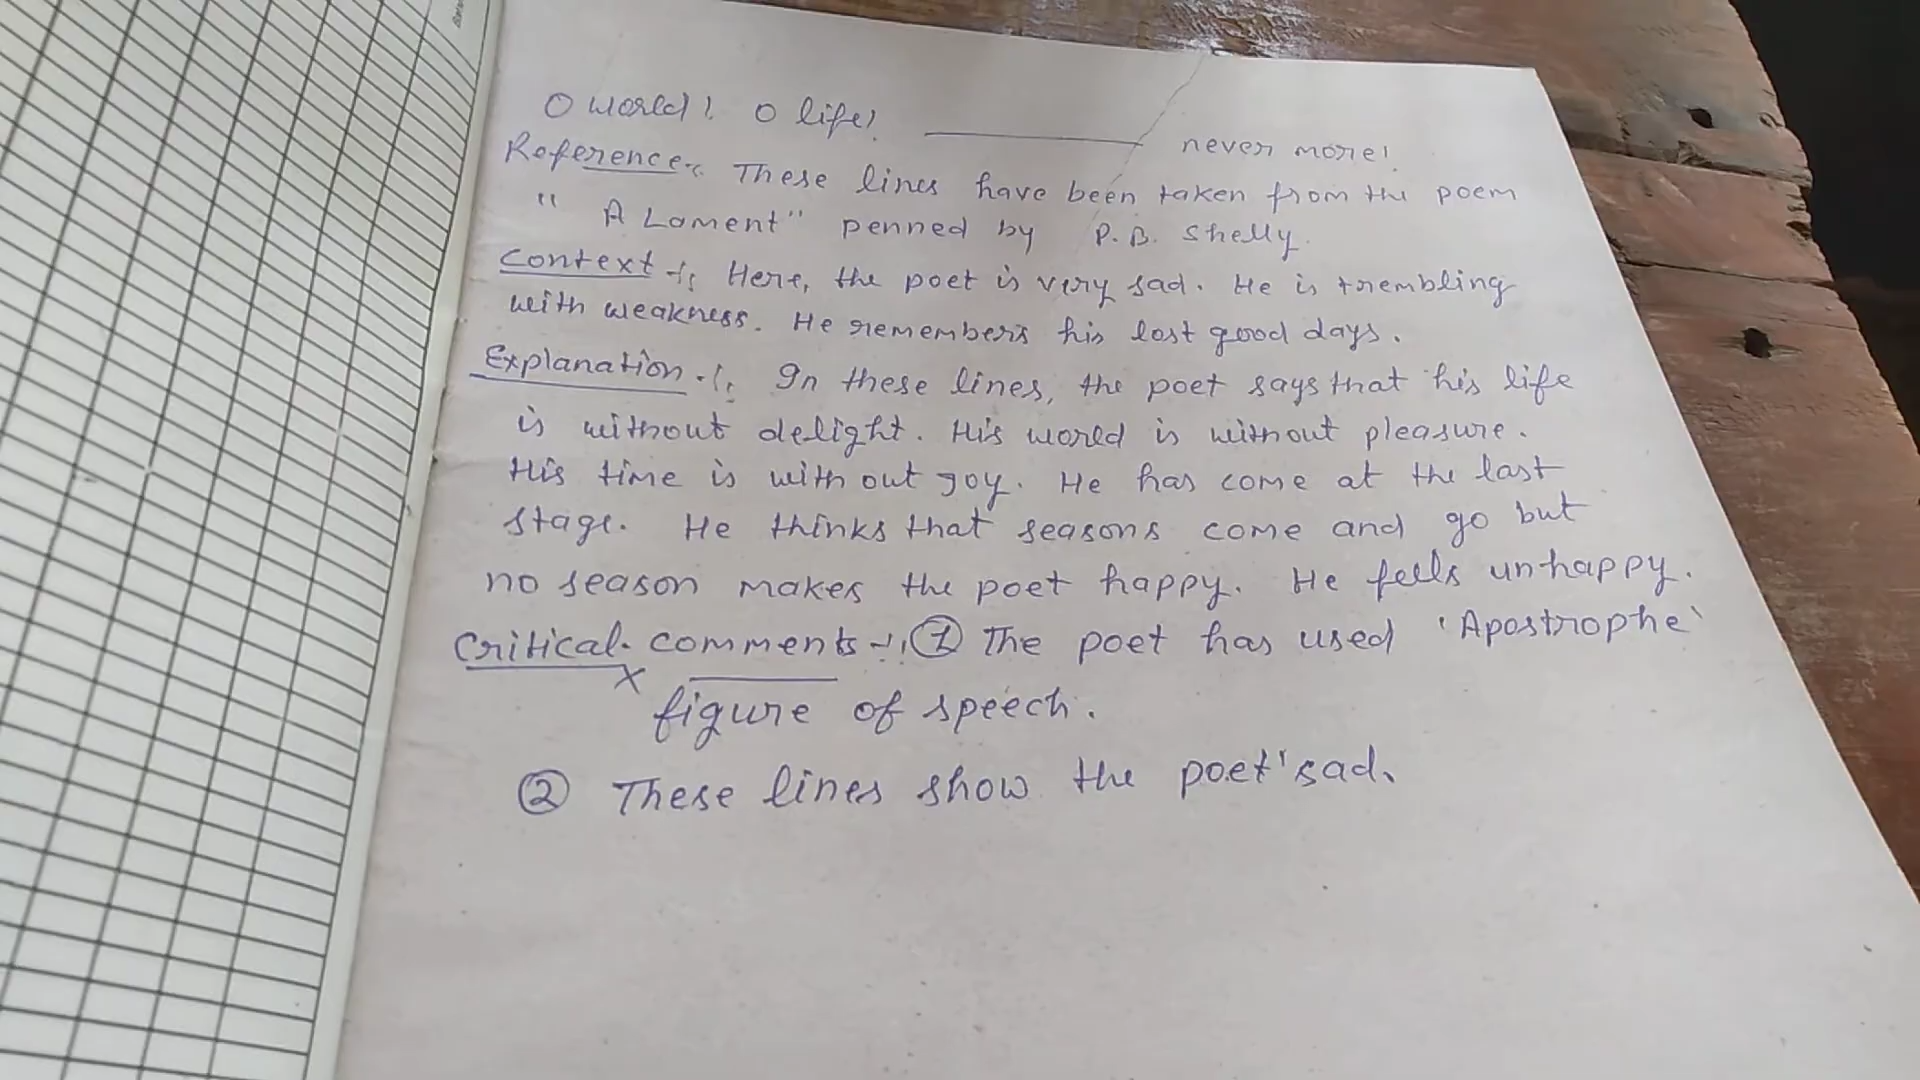 O world! O life! ________ never more!
Reference:- These lines have been taken from the poem
" A Lament" penned by P.B. Shelly.
Context :- Here, the poet is very sad. He is trembling
with weakness. He remembers his lost good days.
Explanation :- In these lines, the poet says that his life
is without delight. His world is without pleasure.
His time is without joy. He has come at the last
stage. He thinks that seasons come and go but
no season makes the poet happy. He feels unhappy.
Critical comments -: ① The poet has used 'Apostrophe'
figure of speech.
② These lines show the poet'sad.